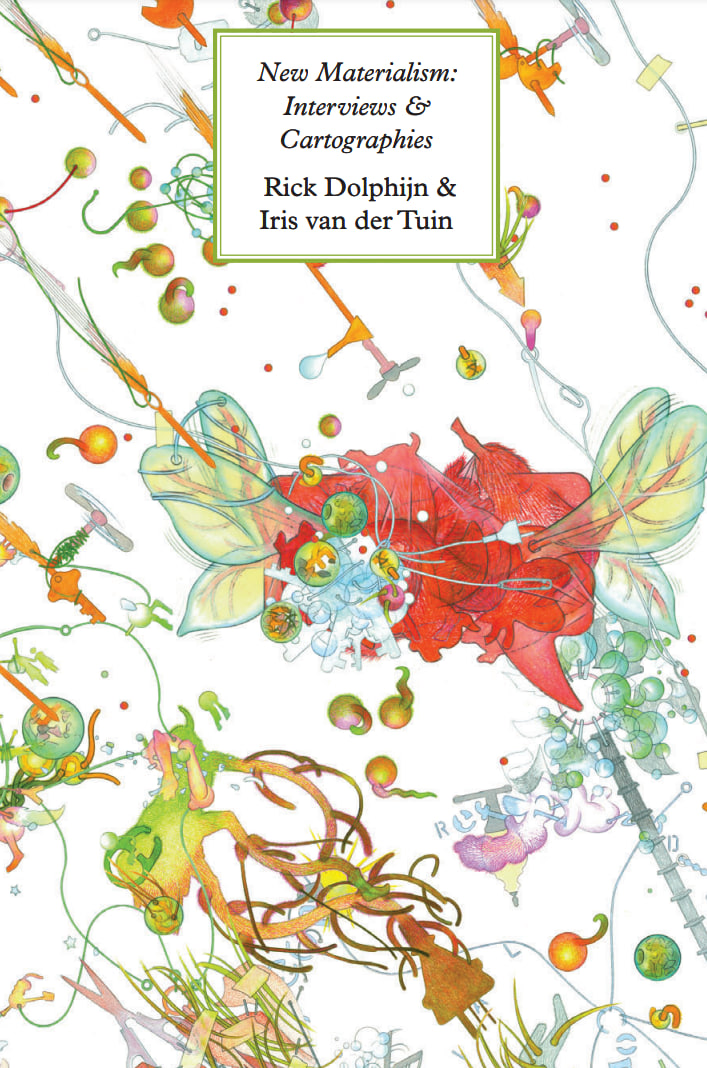 New Materialism:
Interviews &
Cartographies
Rick Dolphijn &
Iris van der Tuin
R
D
L